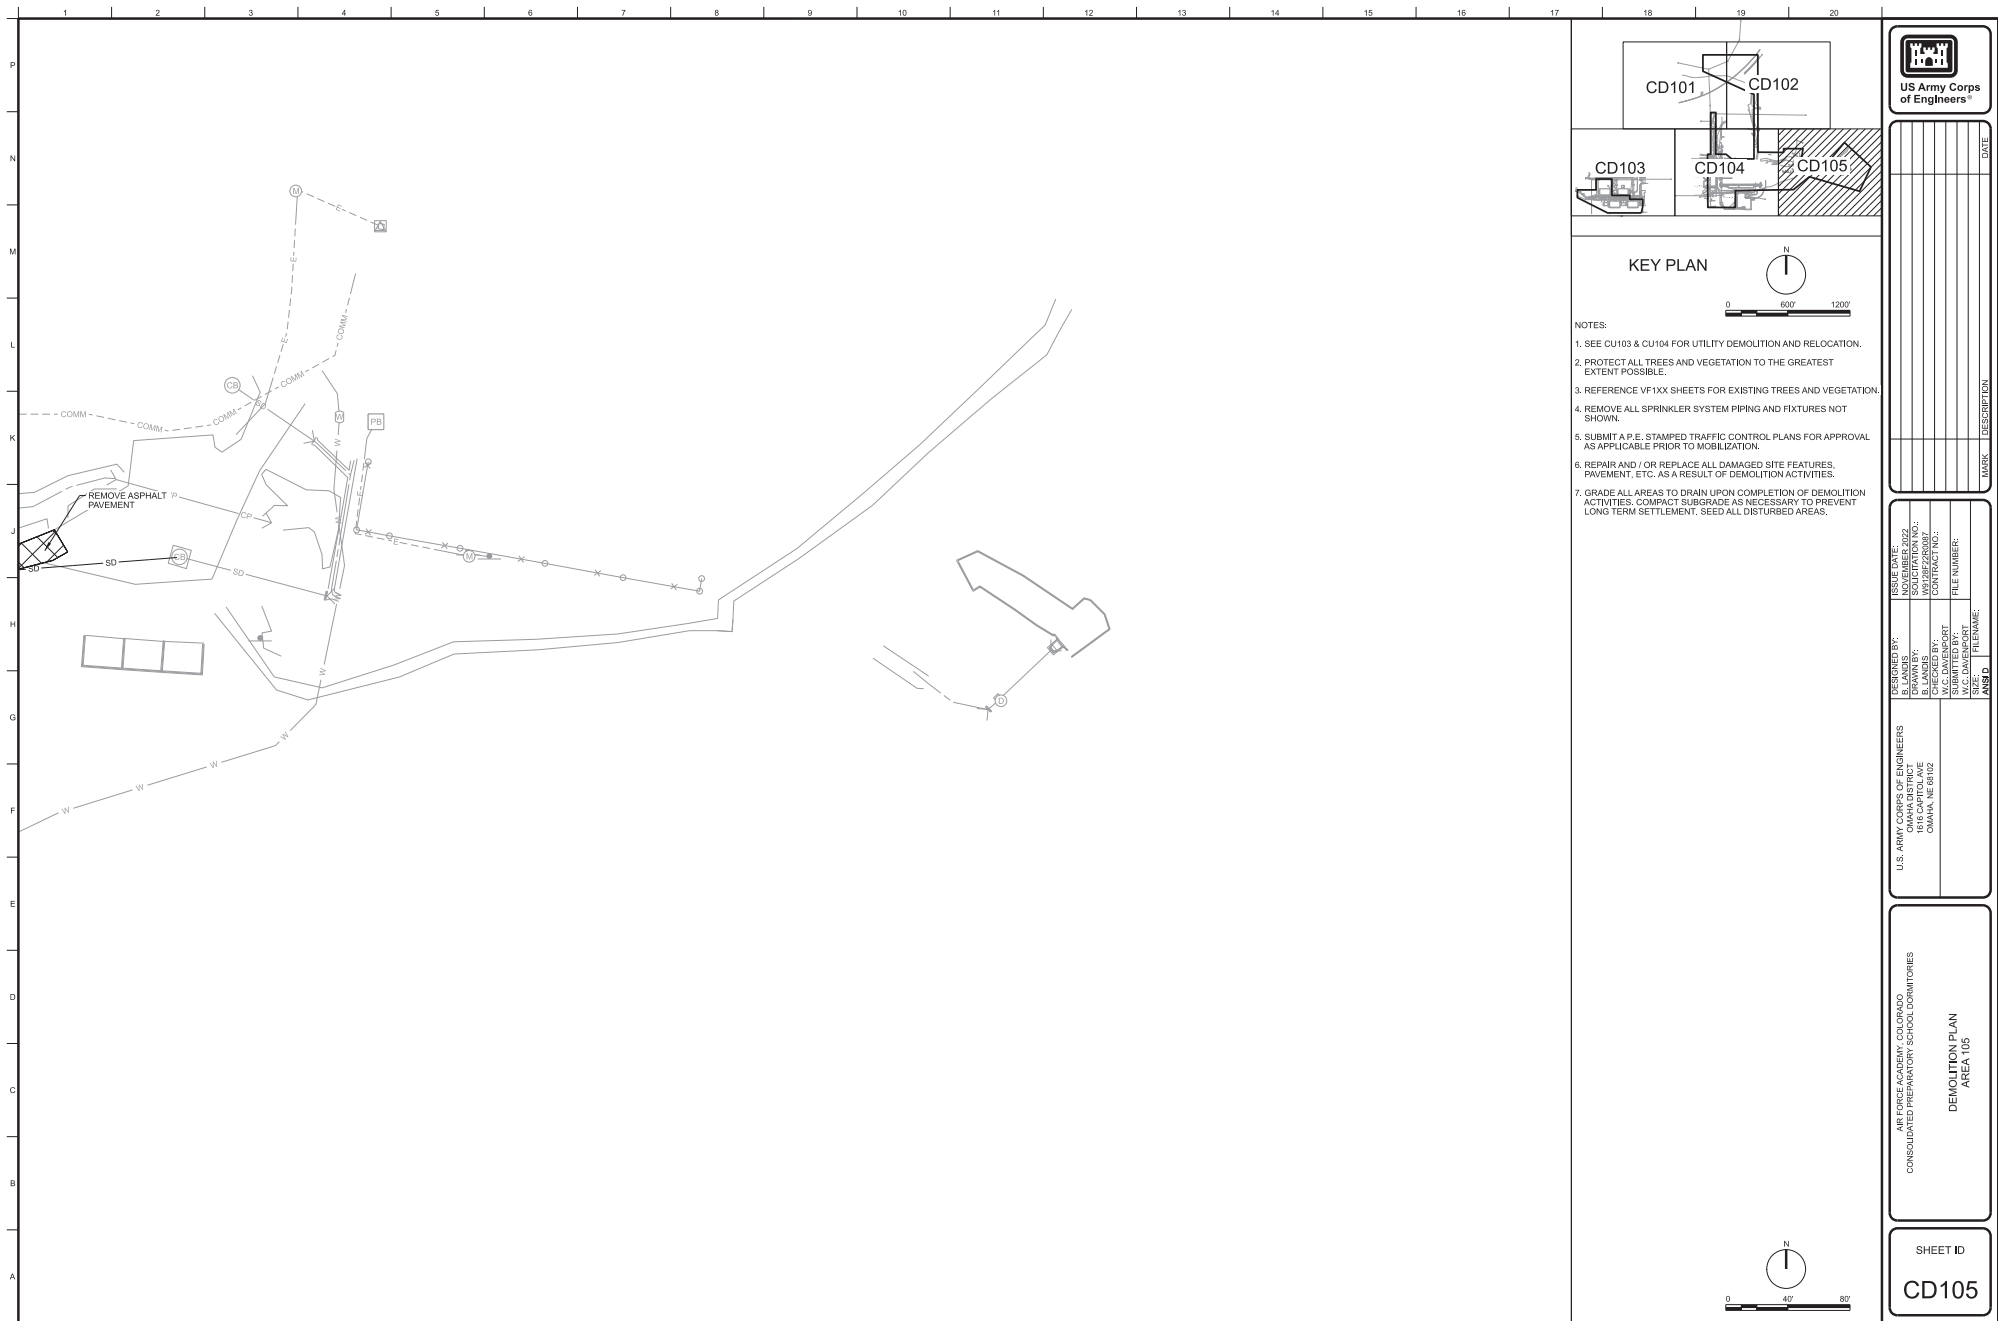 1 2 3 4 5 6 7 8 9 10 11 12 13 14 15 16 17 18 19 20
P
N
M
L
K
J
H
G
F
E
D
C
B
A
M
E
E
E
COMM
COMM
COMM
COMM
COMM
CB
SD
W
PB
W
E
W
REMOVE ASPHALT
PAVEMENT
P
CP
SD
SD
CB
SD
E
M
W
W
W
W
W
D
CD101
CD102
CD103
CD104
CD105
KEY PLAN
N
0 600' 1200'
NOTES:
1. SEE CU103 & CU104 FOR UTILITY DEMOLITION AND RELOCATION.
2. PROTECT ALL TREES AND VEGETATION TO THE GREATEST
EXTENT POSSIBLE.
3. REFERENCE VF1XX SHEETS FOR EXISTING TREES AND VEGETATION.
4. REMOVE ALL SPRINKLER SYSTEM PIPING AND FIXTURES NOT
SHOWN.
5. SUBMIT A P.E. STAMPED TRAFFIC CONTROL PLANS FOR APPROVAL
AS APPLICABLE PRIOR TO MOBILIZATION.
6. REPAIR AND / OR REPLACE ALL DAMAGED SITE FEATURES,
PAVEMENT, ETC. AS A RESULT OF DEMOLITION ACTIVITIES.
7. GRADE ALL AREAS TO DRAIN UPON COMPLETION OF DEMOLITION
ACTIVITIES. COMPACT SUBGRADE AS NECESSARY TO PREVENT
LONG TERM SETTLEMENT. SEED ALL DISTURBED AREAS.
N
0 40' 80'
US Army Corps
of Engineers®
MARK DESCRIPTION DATE
DESIGNED BY:
B. LANDIS
DRAWN BY:
B. LANDIS
CHECKED BY:
W.C. DAVENPORT
SUBMITTED BY:
W.C. DAVENPORT
SIZE:
ANSI D
ISSUE DATE:
NOVEMBER 2022
SOLICITATION NO.:
W9128F22R0087
CONTRACT NO.:
FILE NUMBER:
FILENAME:
U.S. ARMY CORPS OF ENGINEERS
OMAHA DISTRICT
1616 CAPITOL AVE
OMAHA, NE 68102
AIR FORCE ACADEMY, COLORADO
CONSOLIDATED PREPARATORY SCHOOL DORMITORIES
DEMOLITION PLAN
AREA 105
SHEET ID
CD105